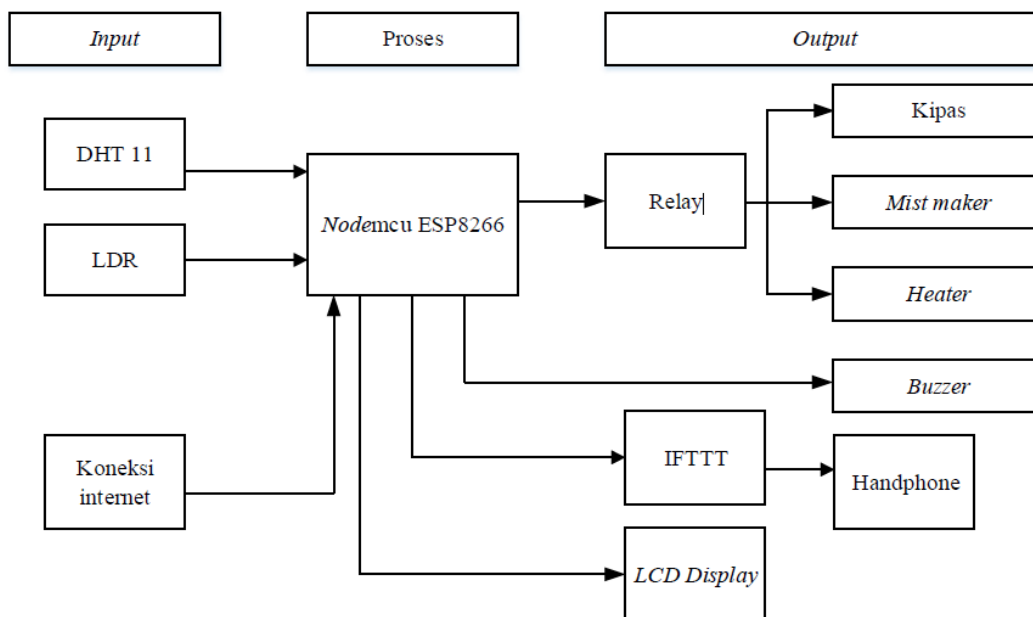 Input
Proses
Output
DHT 11
LDR
Koneksi
internet
Nodemcu ESP8266
Relay
Kipas
Mist maker
Heater
Buzzer
IFTTT
Handphone
LCD Display